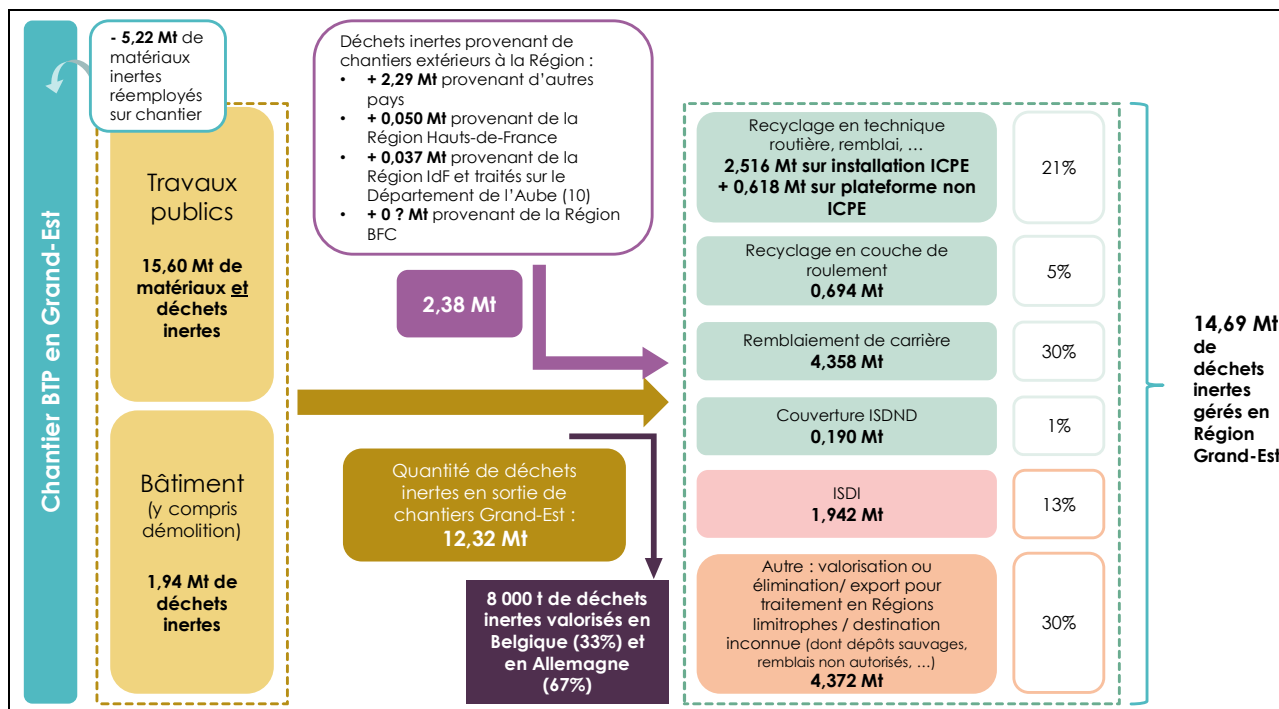 Chantier BTP en Grand-Est
- 5,22 Mt de
matériaux
inertes
réemployés
sur chantier
Travaux
publics
15,60 Mt de
matériaux et
déchets
inertes
Bâtiment
(y compris
démolition)
1,94 Mt de
déchets
inertes
Déchets inertes provenant de
chantiers extérieurs à la Région :
• + 2,29 Mt provenant d’autres
pays
• + 0,050 Mt provenant de la
Région Hauts-de-France
• + 0,037 Mt provenant de la
Région IdF et traités sur le
Département de l’Aube (10)
• + 0 ? Mt provenant de la Région
BFC
2,38 Mt
Quantité de déchets
inertes en sortie de
chantiers Grand-Est :
12,32 Mt
8 000 t de déchets
inertes valorisés en
Belgique (33%) et
en Allemagne
(67%)
Recyclage en technique
routière, remblai, …
2,516 Mt sur installation ICPE
+ 0,618 Mt sur plateforme non
ICPE
21%
Recyclage en couche de
roulement
0,694 Mt
5%
Remblaiement de carrière
4,358 Mt
30%
Couverture ISDND
0,190 Mt
1%
ISDI
1,942 Mt
13%
Autre : valorisation ou
élimination/ export pour
traitement en Régions
limitrophes / destination
inconnue (dont dépôts sauvages,
remblais non autorisés, …)
4,372 Mt
30%
14,69 Mt
de
déchets
inertes
gérés en
Région
Grand-Est